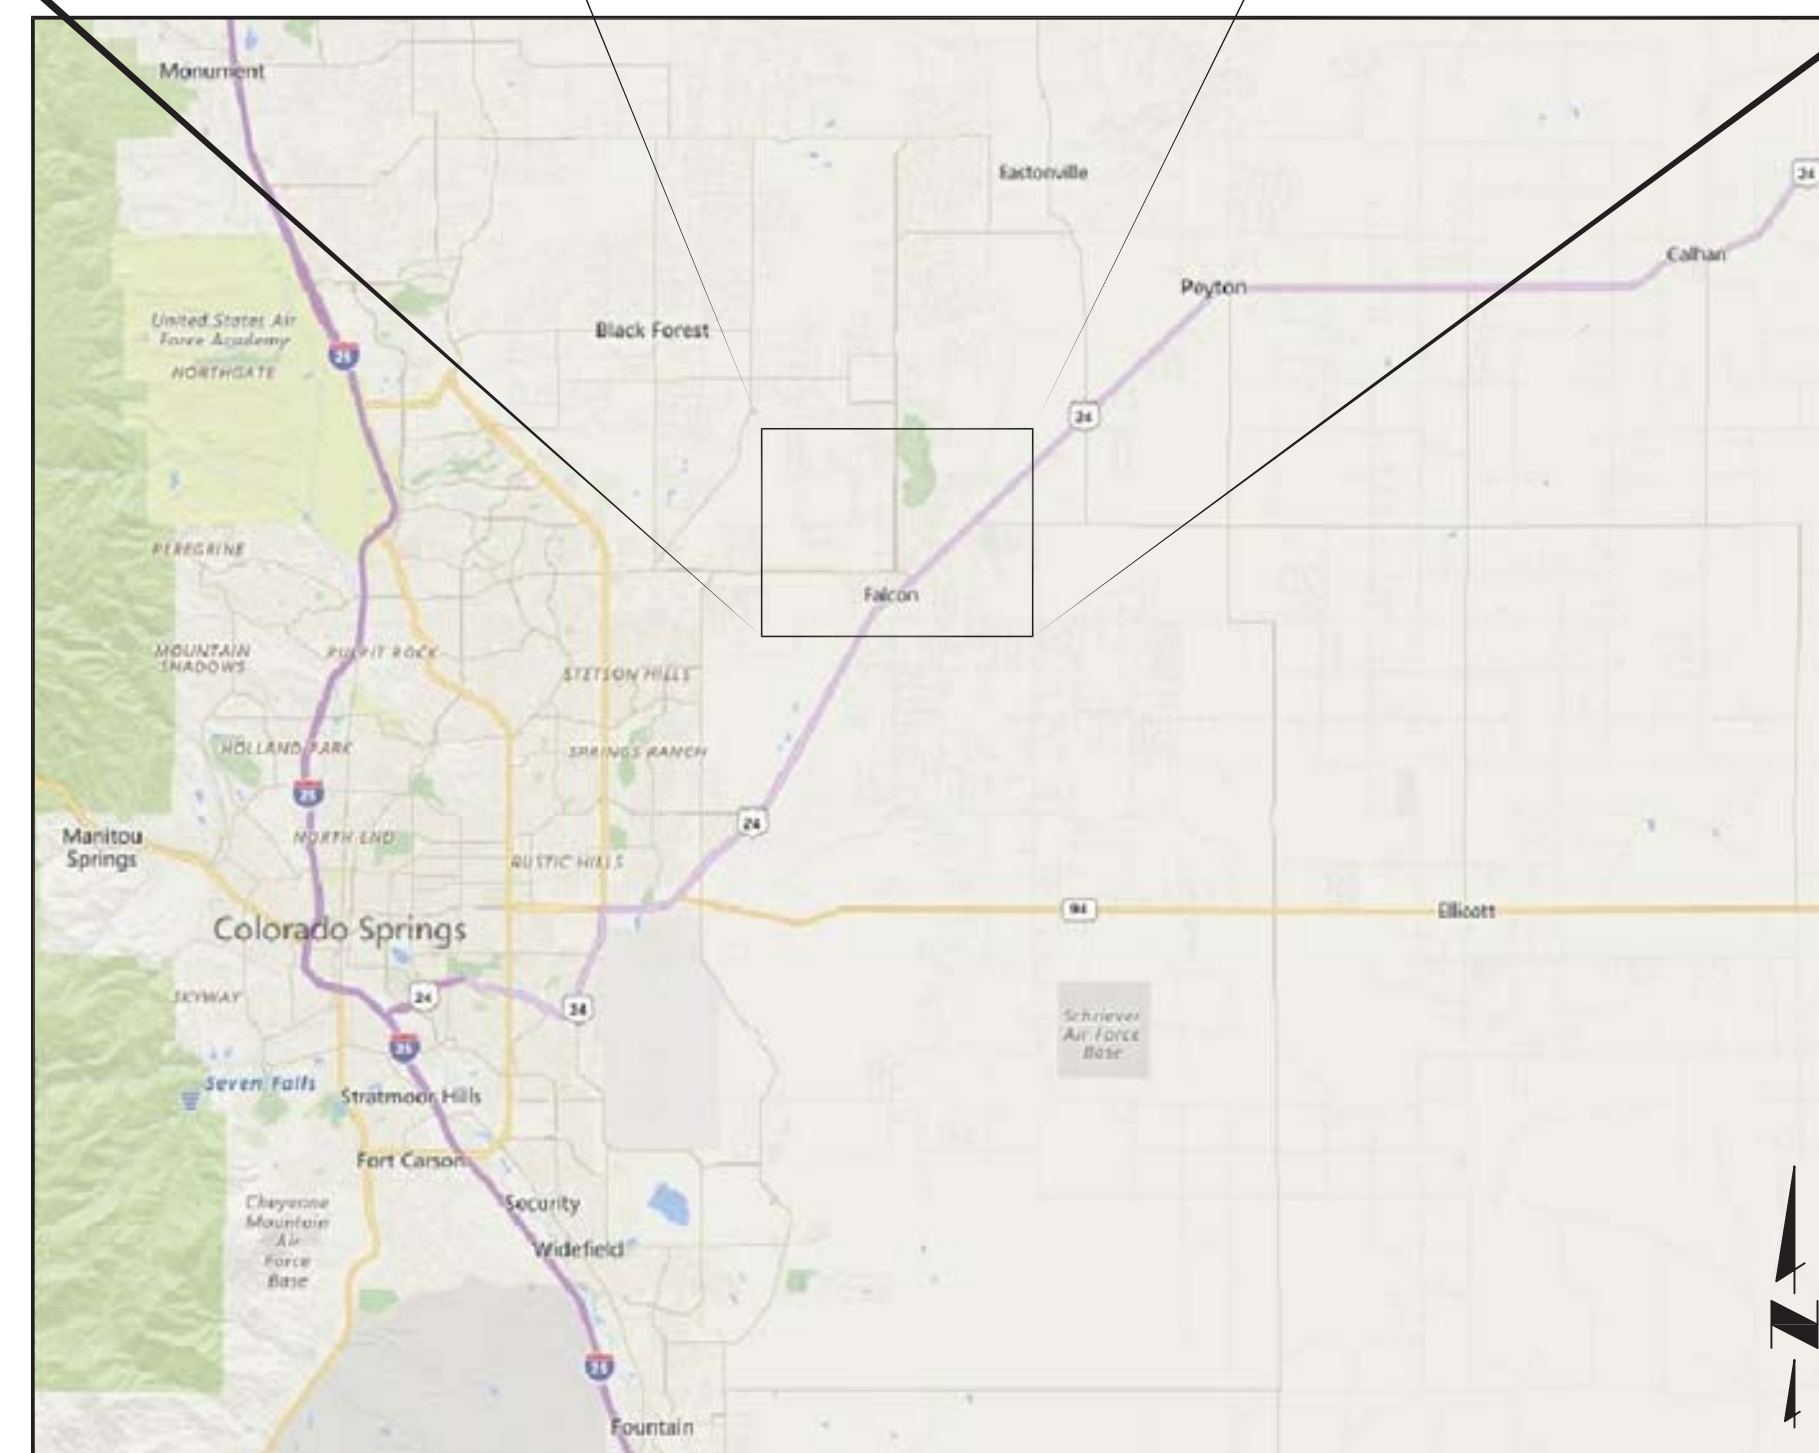 Monument
Eastonville
24
Calhan
Peyton
United States Air
Force Academy
Black Forest
25
NORTHGATE
24
PEREGRINE
Falcon
MOUNTAIN
SHADOWS
PULPIT ROCK
STETSON HILLS
HOLLAND PARK
SPRINGS RANCH
25
24
Manitou
Springs
NORTH END
RUSTIC HILLS
94
Ellicott
Colorado Springs
SKYWAY
24
24
Schriever
Air Force
Base
25
Seven Falls
Stratmoor Hills
Fort Carson
Cheyenne
Mountain
Air
Force
Base
Security
Widefield
N
25
Fountain